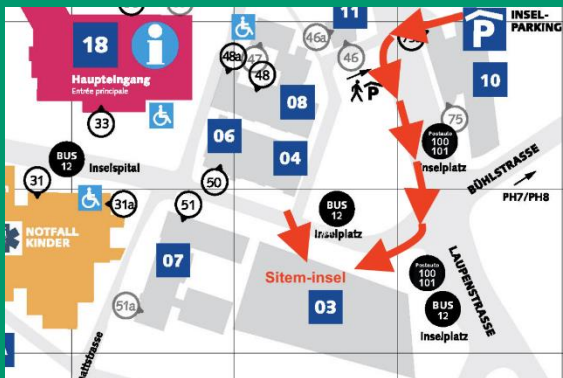 18
Haupteingang
Entrée principale
33
BUS
12
Inselspital
31
31a
NOTFALL
KINDER
48a
47
48
46a
46
11
08
06
04
50
51
07
51a
BUS
12
Inselplatz
Sitem-insel
03
P
INSEL-
PARKING
10
75
Postauto
100
101
Inselplatz
BÜHLSTRASSE
PH7/PH8
LAUPENSTRASSE
Postauto
100
101
BUS
12
Inselplatz
P